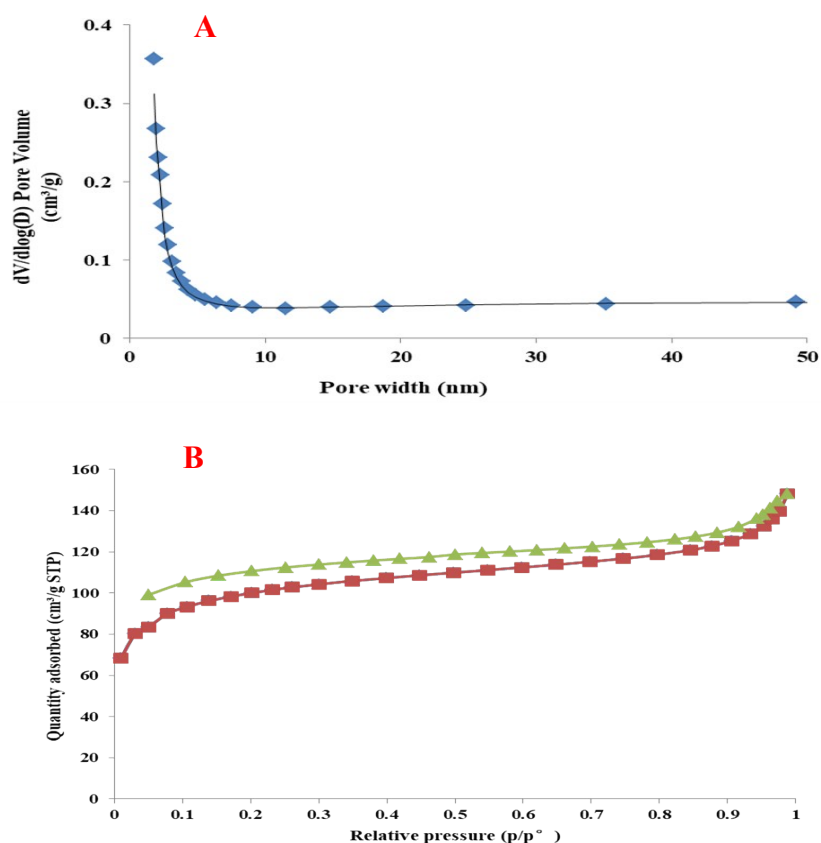 A
0.4
0.3
0.2
0.1
0
dV/dlog(D) Pore Volume
(cm³/g)
0 10 20 30 40 50
Pore width (nm)
B
160
140
120
100
80
60
40
20
0
Quantity adsorbed (cm³/g STP)
0 0.1 0.2 0.3 0.4 0.5 0.6 0.7 0.8 0.9 1
Relative pressure (p/p° )